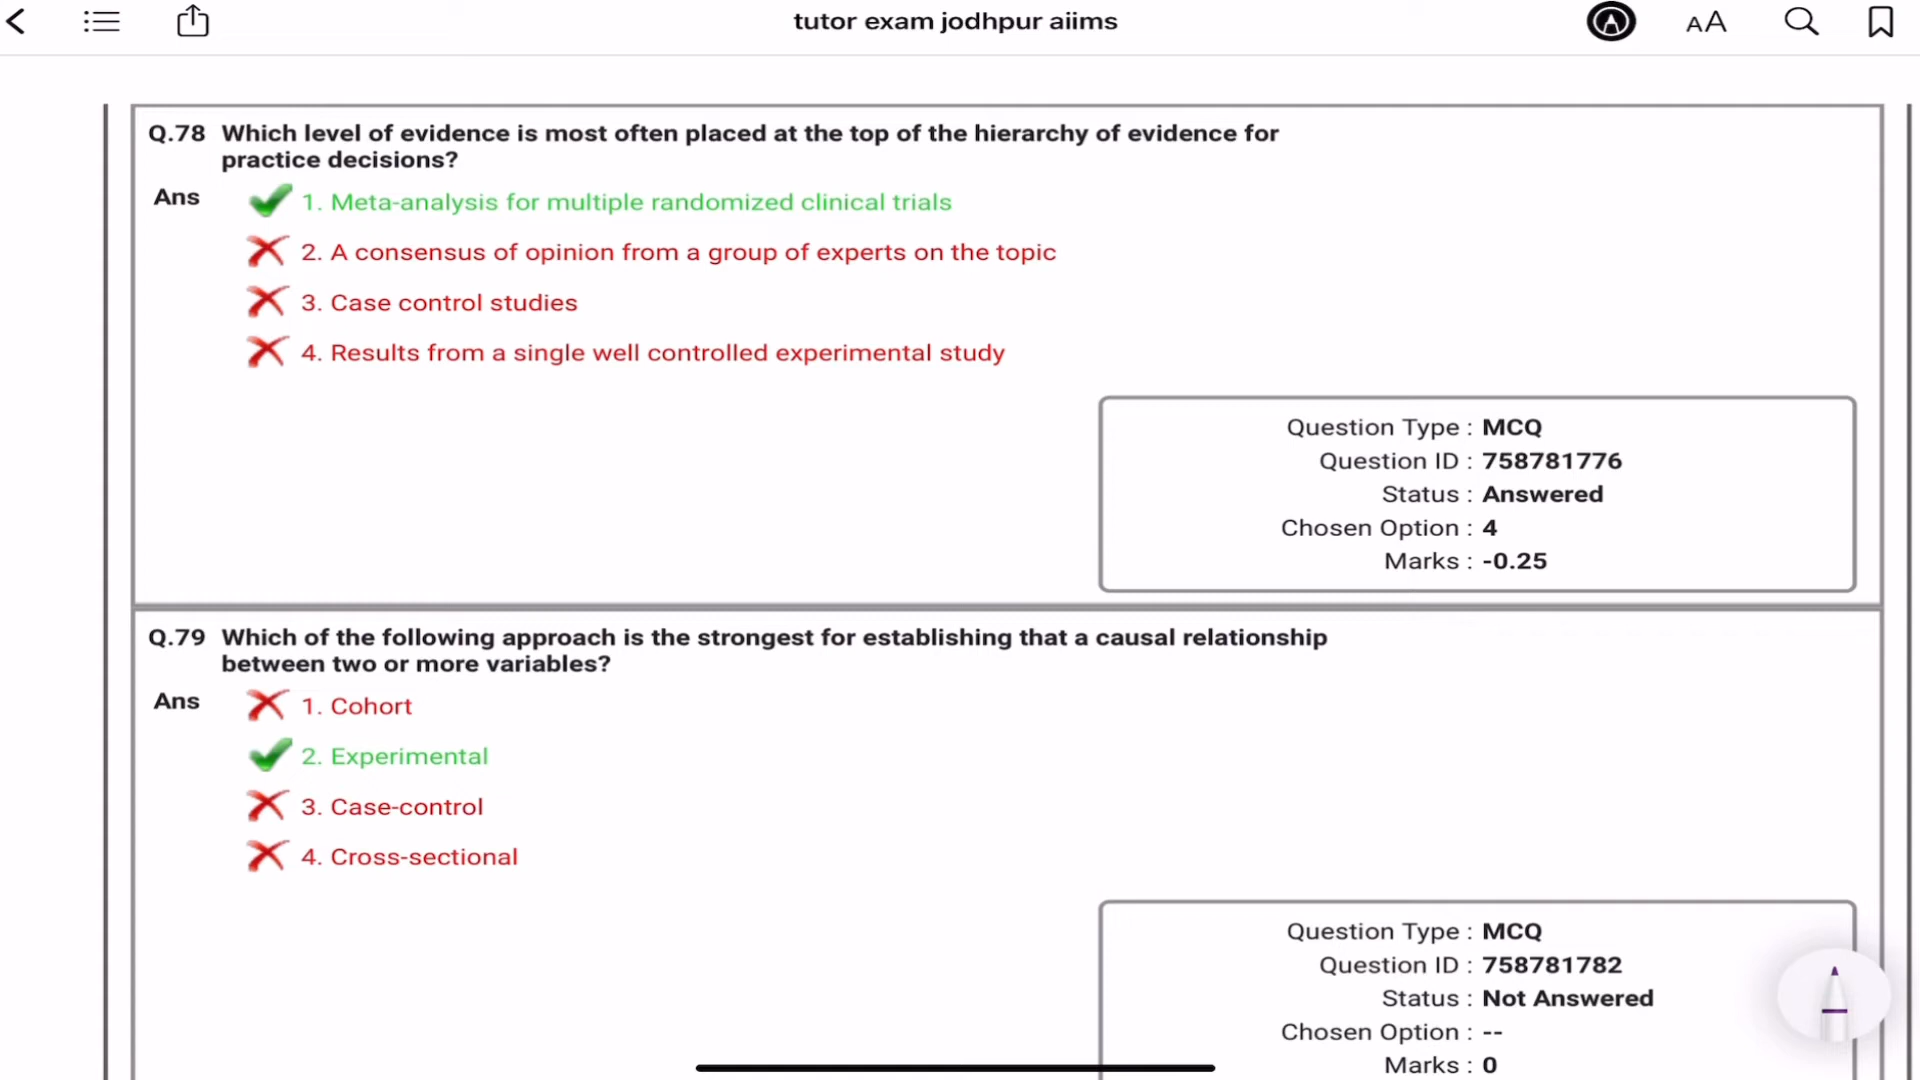 tutor exam jodhpur aiims
AA
Q.78 Which level of evidence is most often placed at the top of the hierarchy of evidence for
practice decisions?
Ans 1. Meta-analysis for multiple randomized clinical trials
2. A consensus of opinion from a group of experts on the topic
3. Case control studies
4. Results from a single well controlled experimental study
Question Type : MCQ
Question ID : 758781776
Status : Answered
Chosen Option : 4
Marks : -0.25
Q.79 Which of the following approach is the strongest for establishing that a causal relationship
between two or more variables?
Ans 1. Cohort
2. Experimental
3. Case-control
4. Cross-sectional
Question Type : MCQ
Question ID : 758781782
Status : Not Answered
Chosen Option : --
Marks : 0